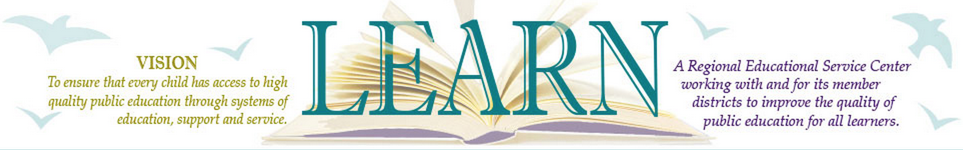 VISION
To ensure that every child has access to high
quality public education through systems of
education, support and service.
LEARN
A Regional Educational Service Center
working with and for its member
districts to improve the quality of
public education for all learners.